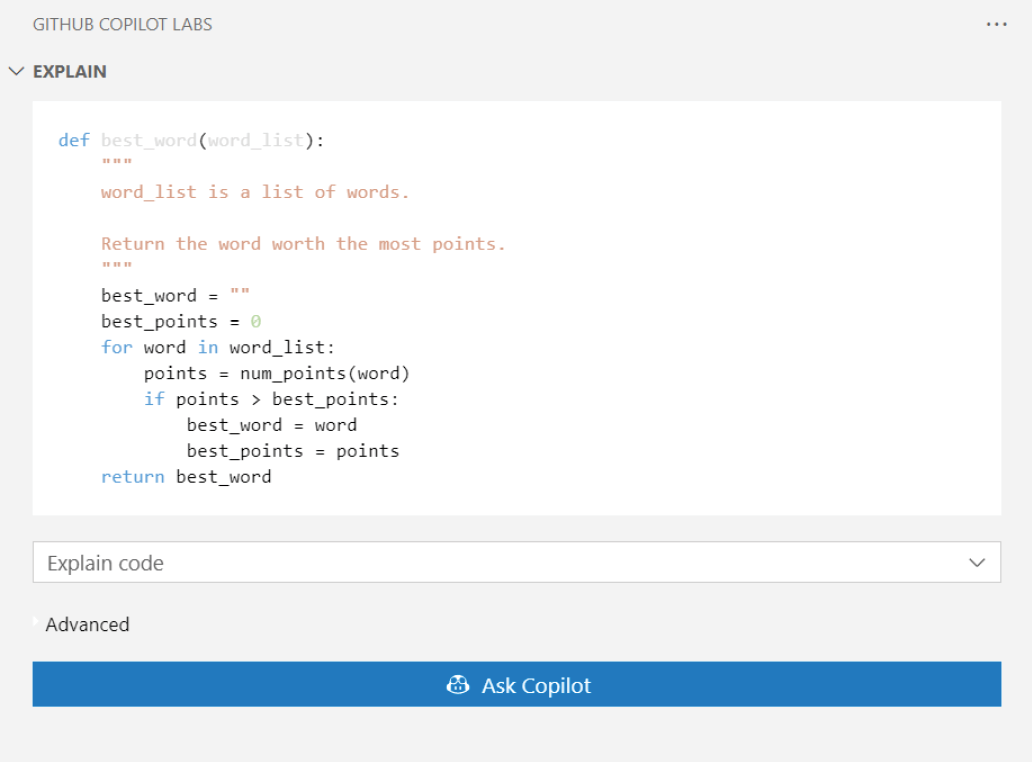 GITHUB COPILOT LABS
EXPLAIN
def best_word(word_list):
    """
    word_list is a list of words.

    Return the word worth the most points.
    """
    best_word = ""
    best_points = 0
    for word in word_list:
        points = num_points(word)
        if points > best_points:
            best_word = word
            best_points = points
    return best_word
Explain code
Advanced
Ask Copilot